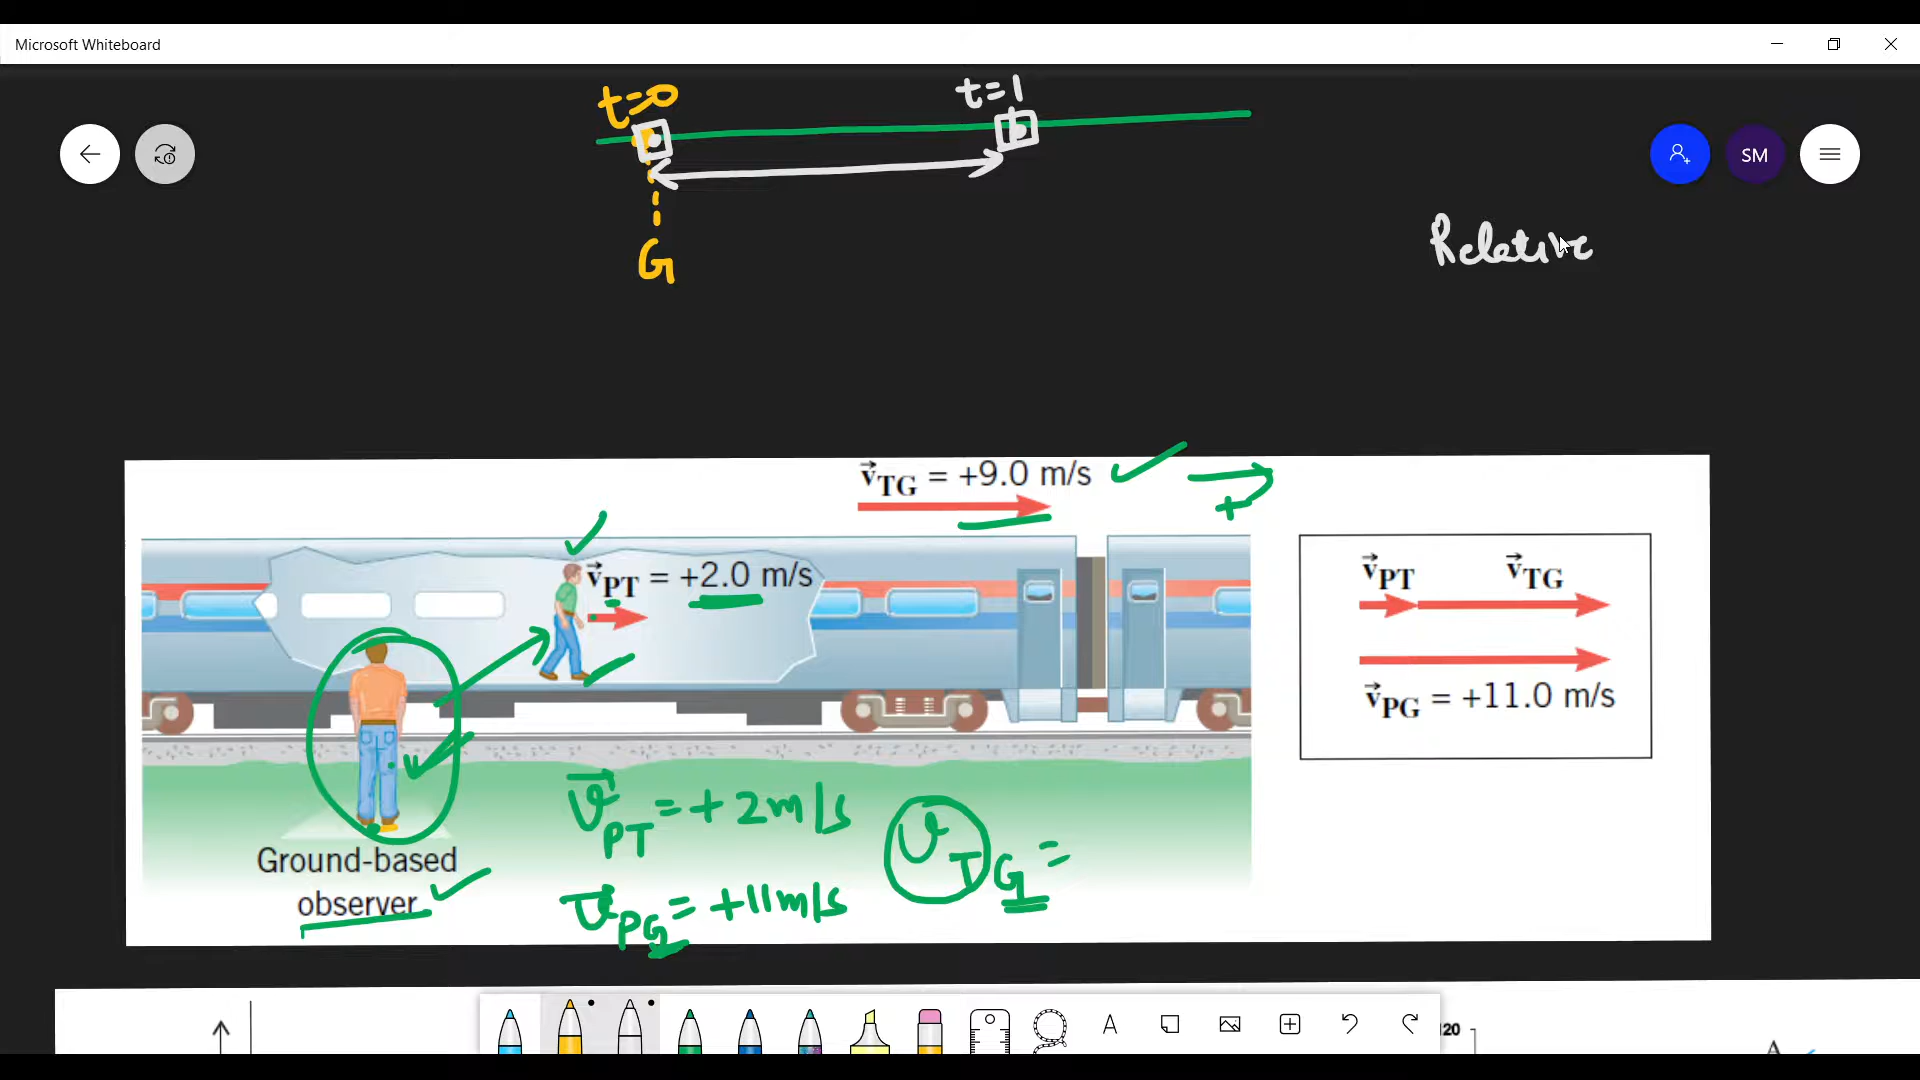 Microsoft Whiteboard
t=0
t=1
SM
Relative
G
v⃗TG = +9.0 m/s
+
v⃗PT = +2.0 m/s
v⃗PT v⃗TG
v⃗PG = +11.0 m/s
v⃗PT = + 2m/s
vTG =
Ground-based
observer
v⃗PG = +11m/s
A
120
A